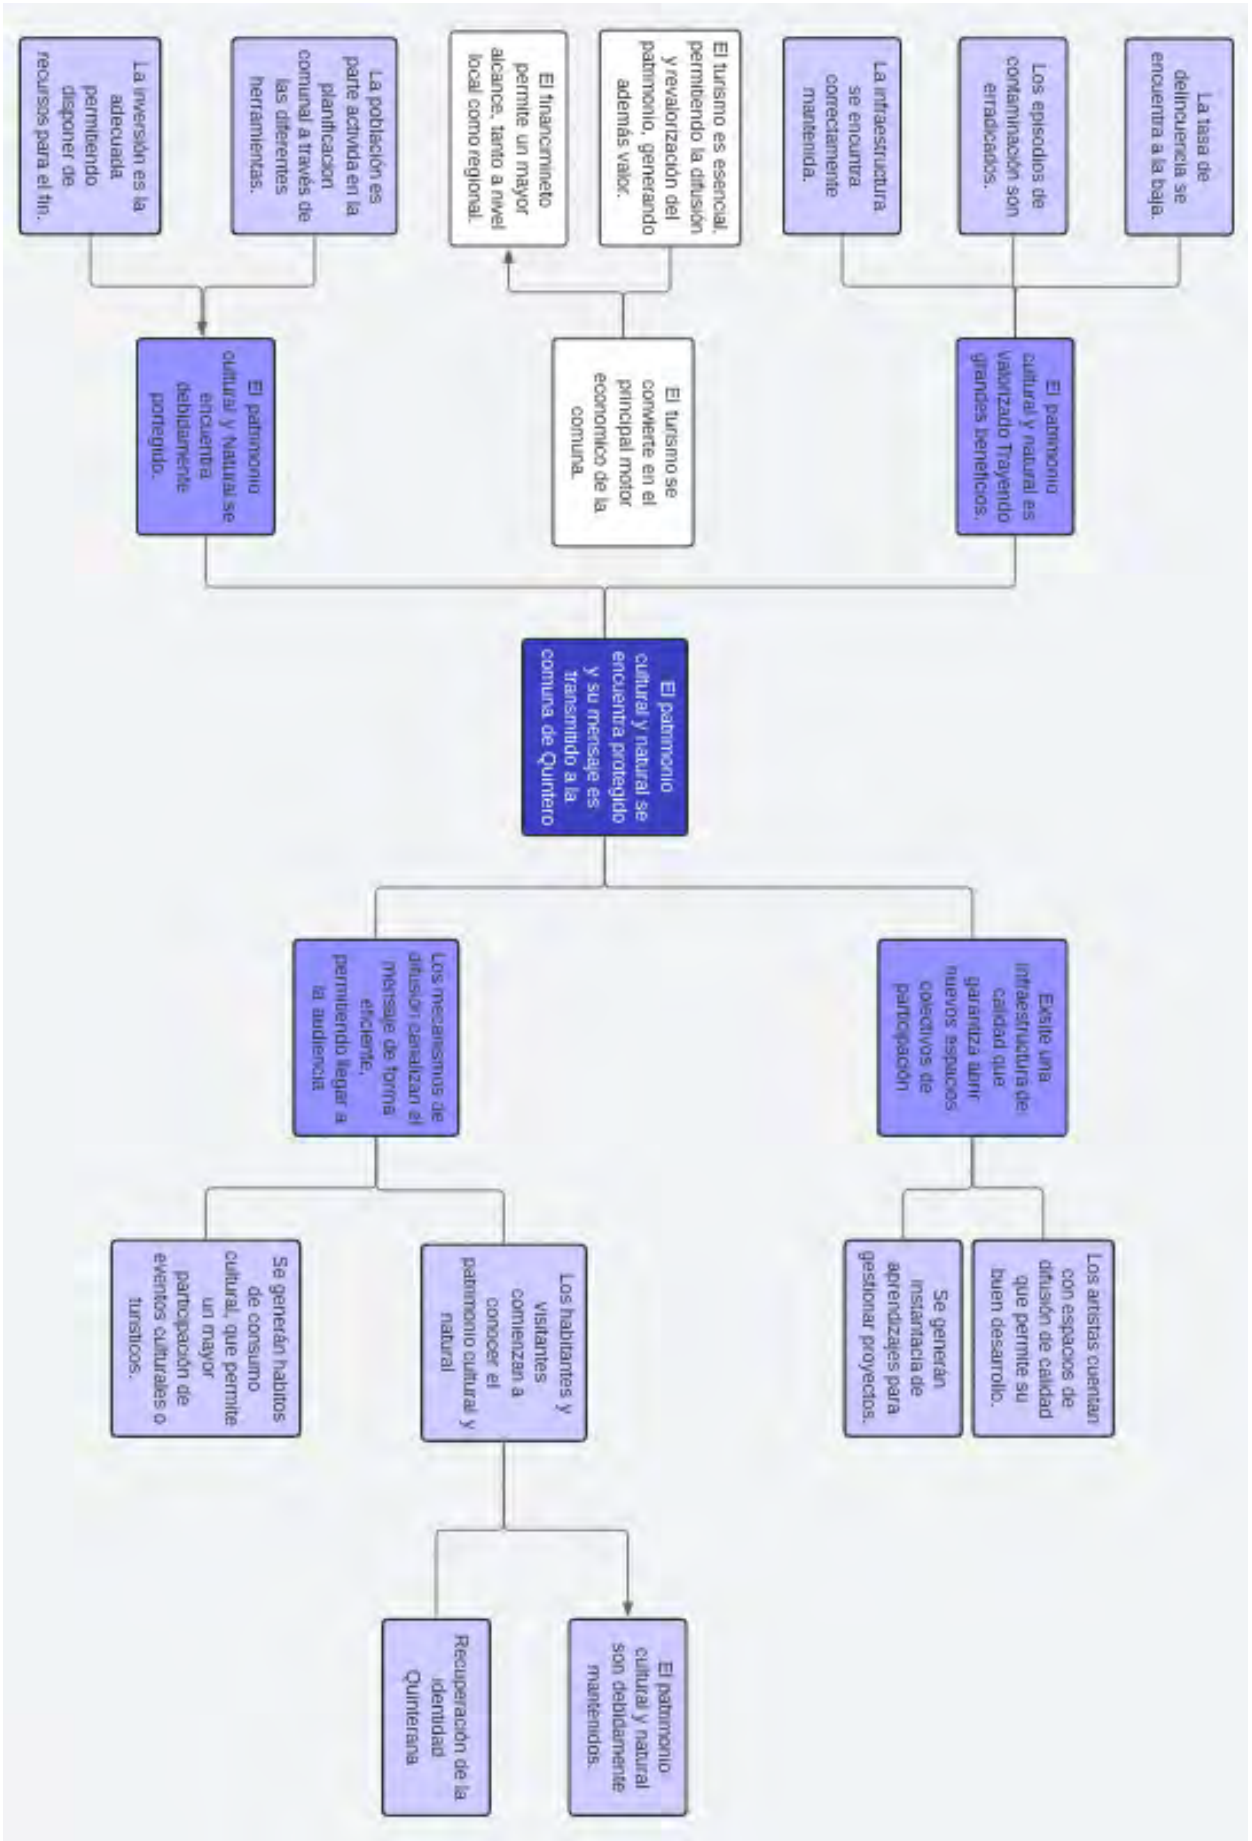 La tasa de
delincuencia se
encuentra a la baja.
Los episodios de
contaminación son
erradicados.
La infraestructura
se encontra
correctamente
mantenida.
El turismo es esencial,
permitiendo la difusión
y revalorización del
patrimonio, generando
además valor.
El financimineto
permite un mayor
alcance, tanto a nivel
local como regional.
La población es
parte activida en la
planificacion
comunal a través de
las diferentes
herramientas.
La inversión es la
adecuada
permitiendo
disponer de
recursos para el fin.
El patrimonio
cultural y natural es
valorizado Trayendo
grandes beneficios.
El turismo se
convierte en el
principal motor
economico de la
comuna.
El patrimonio
cultural y Natural se
encuentra
debidamente
portegido.
El patrimonio
cultural y natural se
encuentra protegido
y su mensaje es
transmitido a la
comuna de Quintero
Exsite una
infraestructura de
calidad que
garantiza abrir
nuevos espacios
colectivos de
participación
Los mecanismos de
difusión canalizan el
mensaje de forma
eficiente,
permitiendo llegar a
la audiencia
Los artistas cuentan
con espacios de
difusión de calidad
que permite su
buen desarrollo.
Se generán
instantacia de
aprendizajes para
gestionar proyectos.
Los habitantes y
visitantes
comienzan a
conocer el
patrimonio cultural y
natural
Se generán habitos
de consumo
cultural, que permite
un mayor
participación de
eventos culturales o
turísticos.
El patrimonio
cultural y natural
son debidamente
mantenidos.
Recuperación de la
identidad
Quinterana